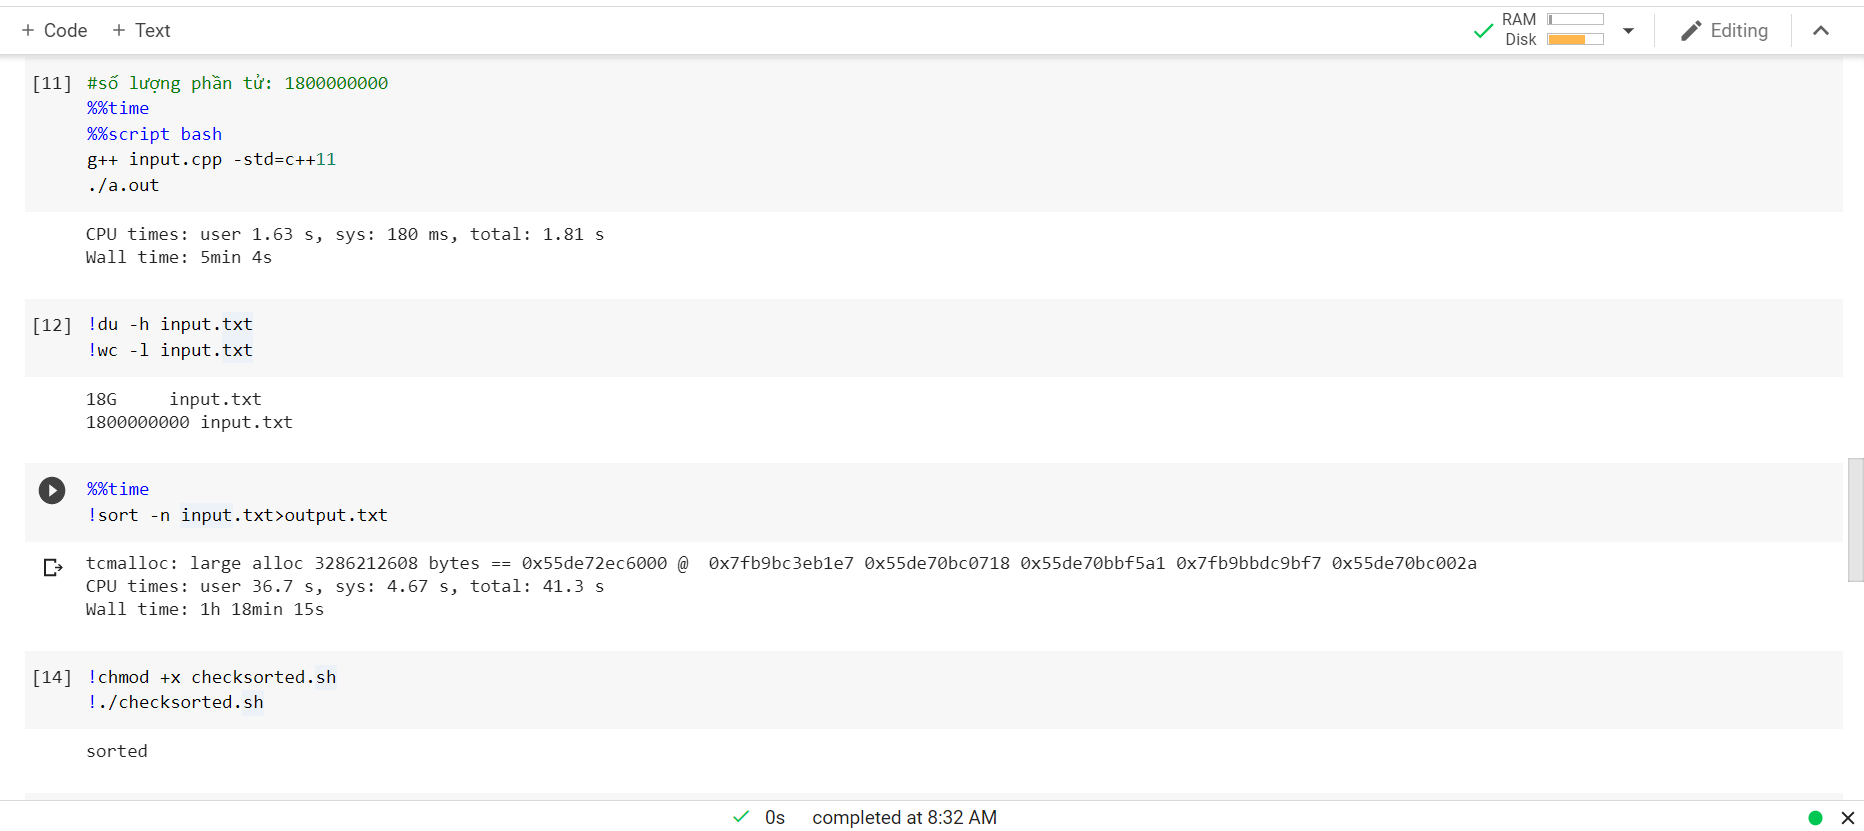 + Code + Text
RAM
Disk
Editing
[11] #số lượng phần tử: 1800000000
%%time
%%script bash
g++ input.cpp -std=c++11
./a.out
CPU times: user 1.63 s, sys: 180 ms, total: 1.81 s
Wall time: 5min 4s
[12] !du -h input.txt
!wc -l input.txt
18G input.txt
1800000000 input.txt
%%time
!sort -n input.txt>output.txt
tcmalloc: large alloc 3286212608 bytes == 0x55de72ec6000 @ 0x7fb9bc3eb1e7 0x55de70bc0718 0x55de70bbf5a1 0x7fb9bbdc9bf7 0x55de70bc002a
CPU times: user 36.7 s, sys: 4.67 s, total: 41.3 s
Wall time: 1h 18min 15s
[14] !chmod +x checksorted.sh
!./checksorted.sh
sorted
0s completed at 8:32 AM